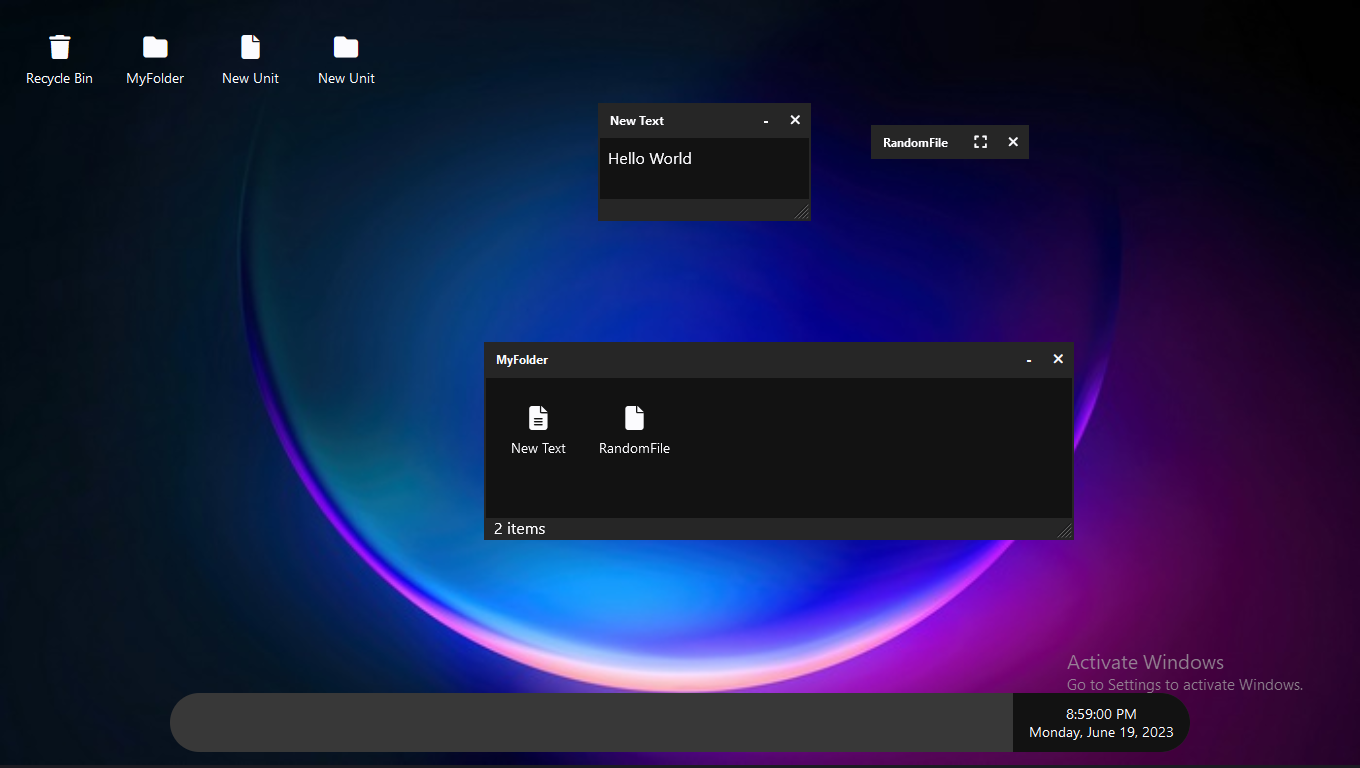 Recycle Bin
MyFolder
New Unit
New Unit
New Text
-
Hello World
RandomFile
MyFolder
-
New Text
RandomFile
2 items
Activate Windows
Go to Settings to activate Windows.
8:59:00 PM
Monday, June 19, 2023